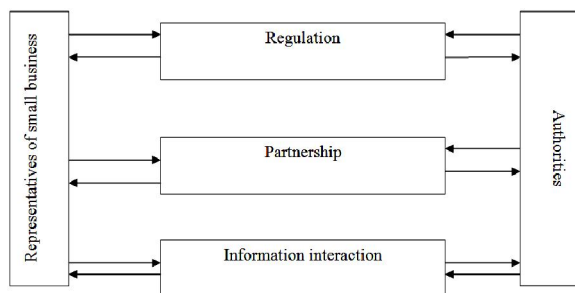 Representatives of small business
Regulation
Partnership
Information interaction
Authorities